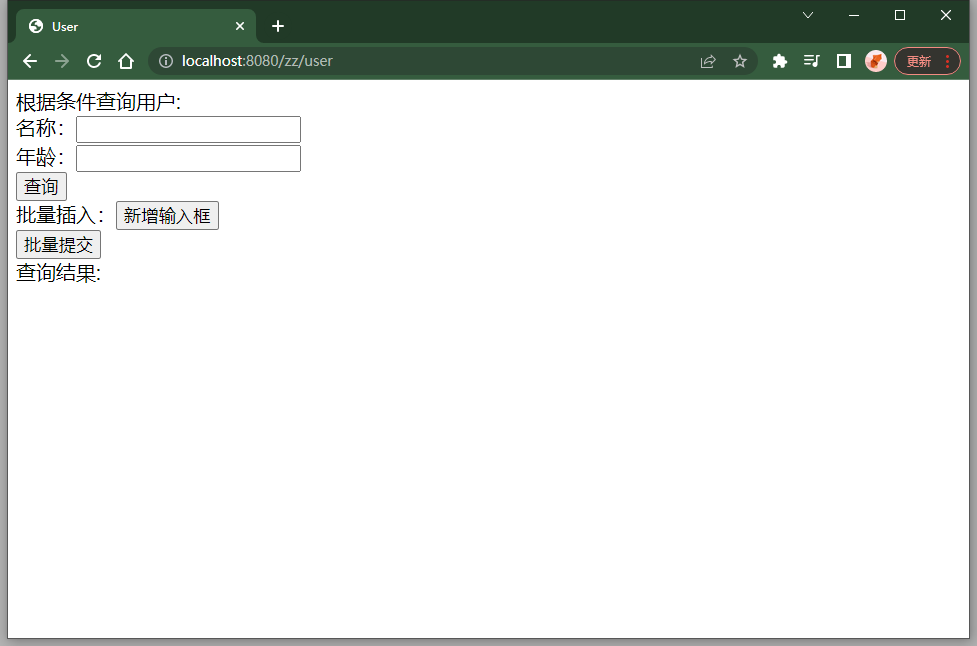 User
localhost:8080/zz/user
更新
根据条件查询用户:
名称：
年龄：
查询
批量插入： 新增输入框
批量提交
查询结果: